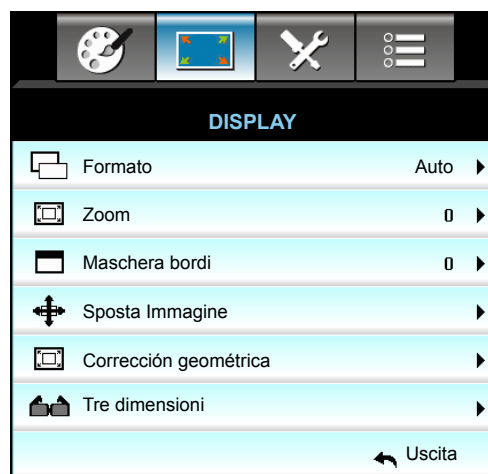 DISPLAY
Formato Auto
Zoom 0
Maschera bordi 0
Sposta Immagine
Corrección geométrica
Tre dimensioni
Uscita